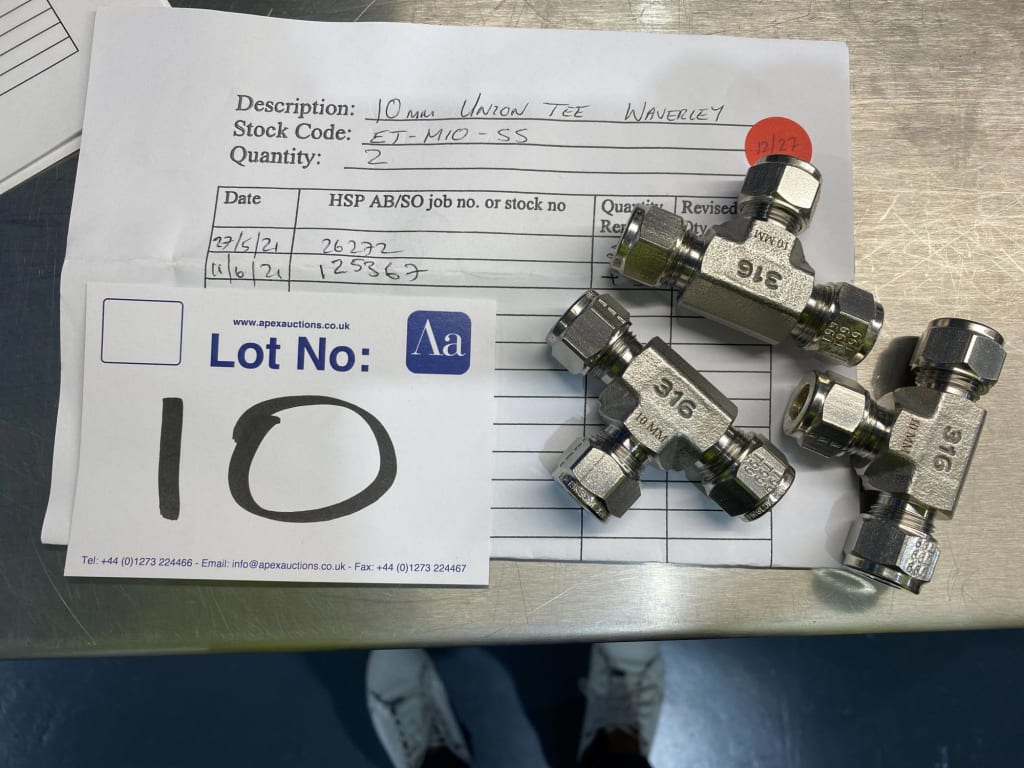 Description: 10mm UNION TEE WAVERLEY
Stock Code: ET-M10-SS
Quantity: 2
12/27
Date HSP AB/SO job no. or stock no Quantity Revised
27/5/21 26272
11/6/21 125367
www.apexauctions.co.uk
Lot No:
Aa
10
Tel: +44 (0)1273 224466 - Email: info@apexauctions.co.uk - Fax: +44 (0)1273 224467
10 MM
316
316
10 MM
316
10 MM